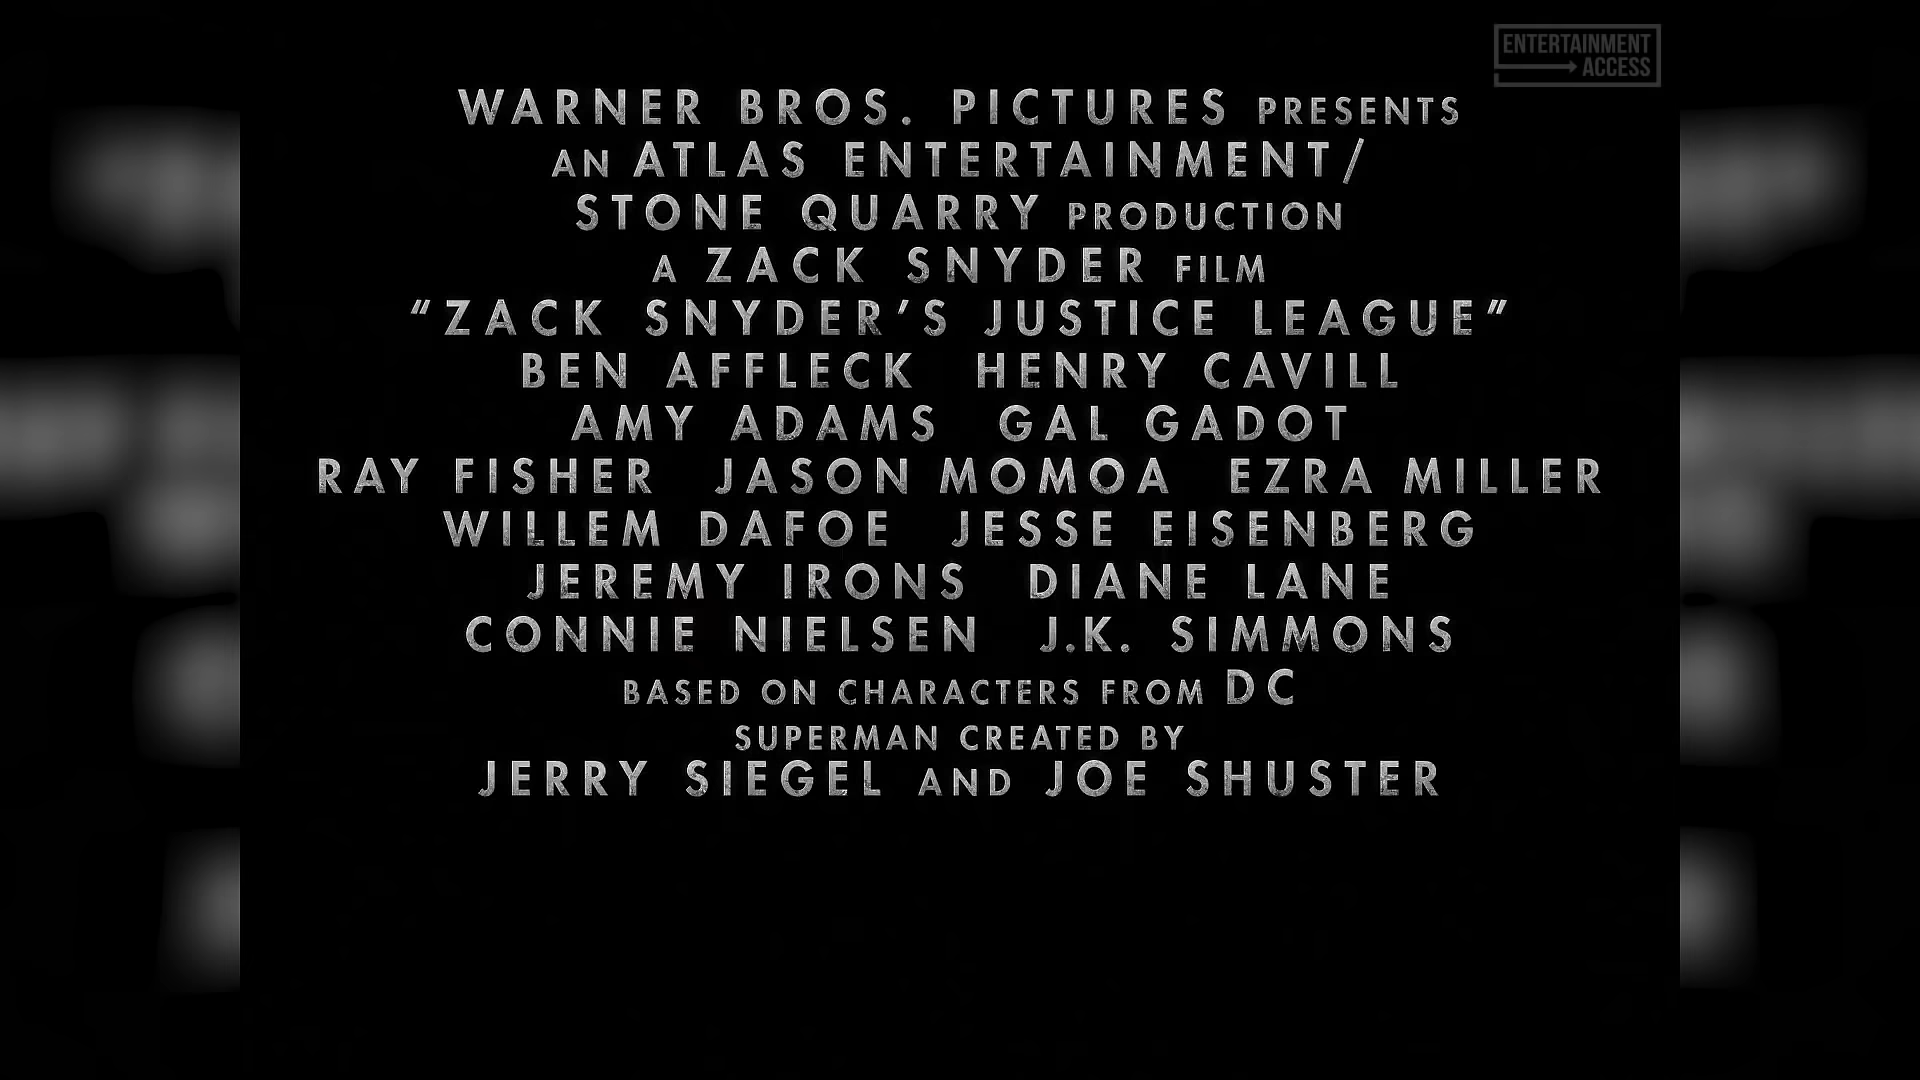 ENTERTAINMENT
ACCESS
WARNER BROS. PICTURES PRESENTS
AN ATLAS ENTERTAINMENT/
STONE QUARRY PRODUCTION
A ZACK SNYDER FILM
“ZACK SNYDER’S JUSTICE LEAGUE”
BEN AFFLECK HENRY CAVILL
AMY ADAMS GAL GADOT
RAY FISHER JASON MOMOA EZRA MILLER
WILLEM DAFOE JESSE EISENBERG
JEREMY IRONS DIANE LANE
CONNIE NIELSEN J.K. SIMMONS
BASED ON CHARACTERS FROM DC
SUPERMAN CREATED BY
JERRY SIEGEL AND JOE SHUSTER